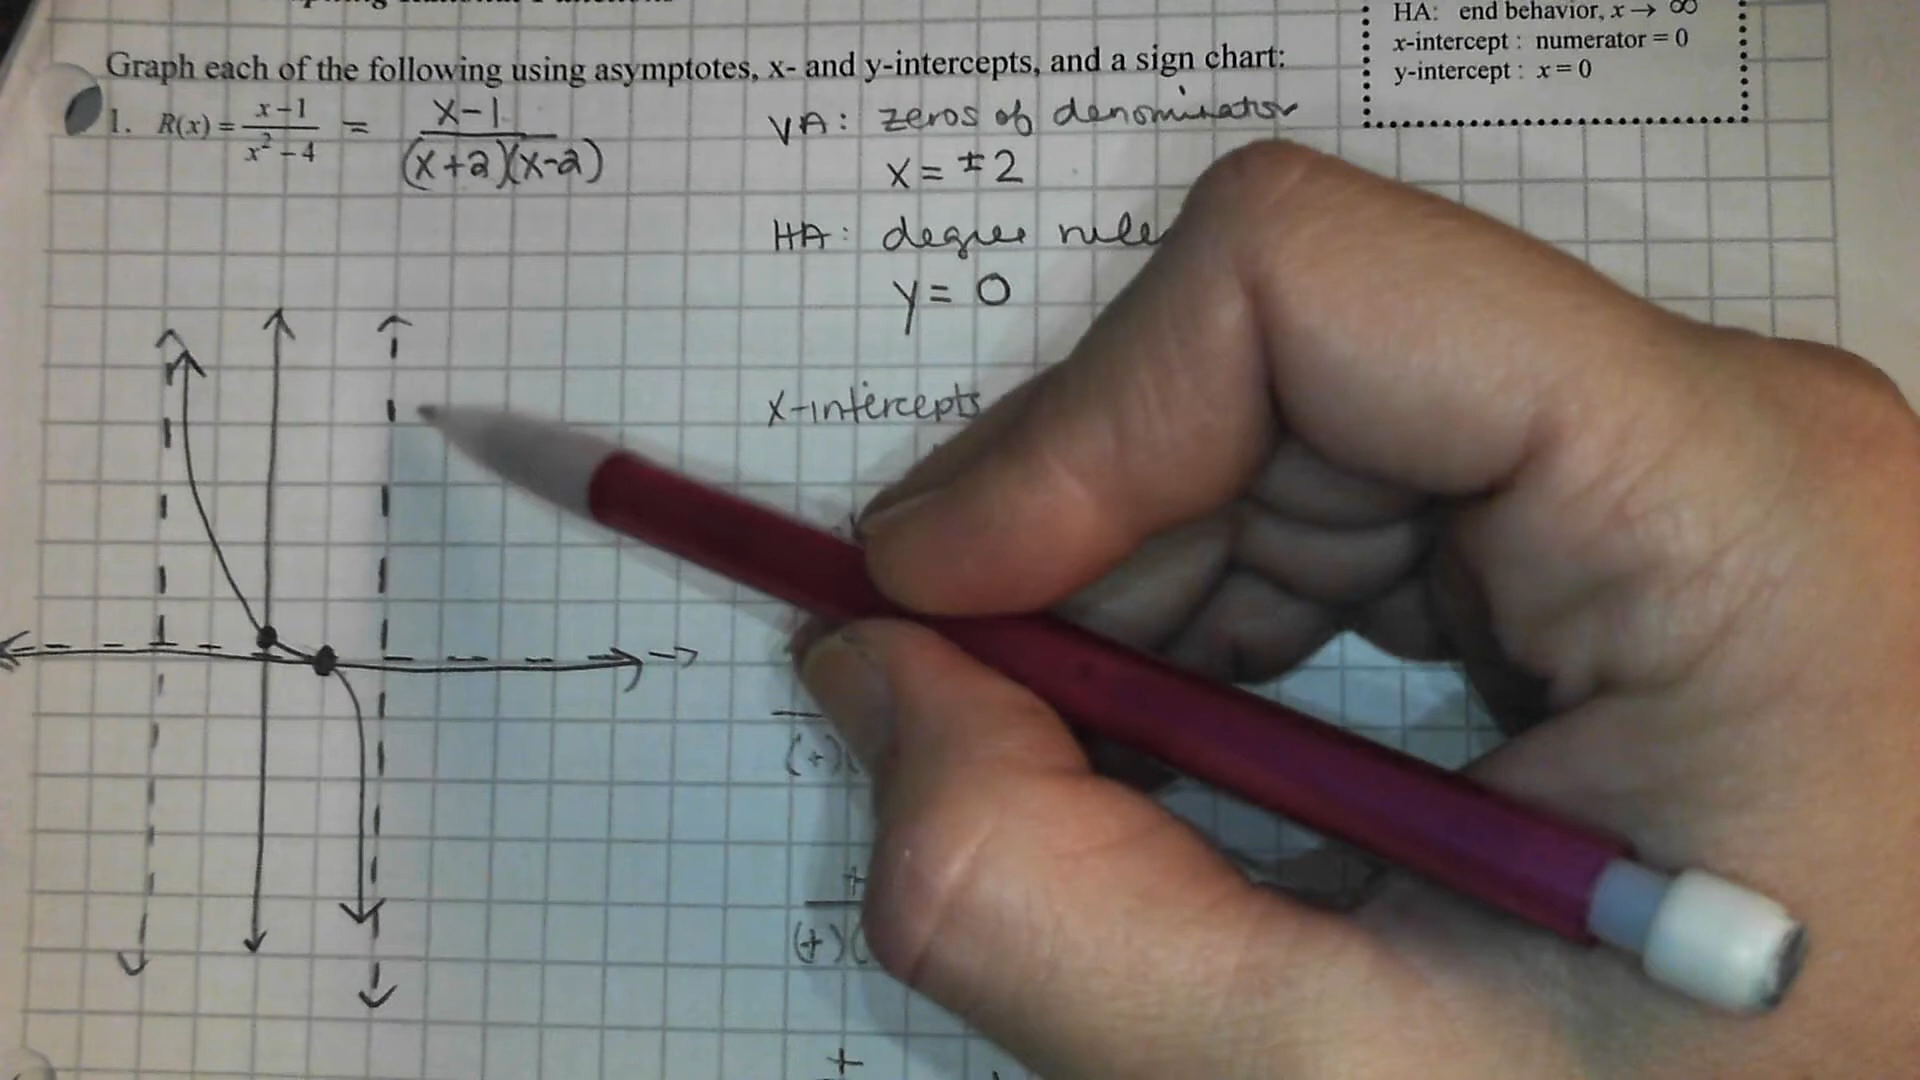 HA: end behavior, x → ∞
x-intercept : numerator = 0
y-intercept : x = 0
Graph each of the following using asymptotes, x- and y-intercepts, and a sign chart:
1. R(x) = x-1 / x² - 4 = x-1 / (x+2)(x-2)
VA: zeros of denominator
x = ±2
HA: degree rule
y = 0
x-intercepts
(+)
+
(+)(
+